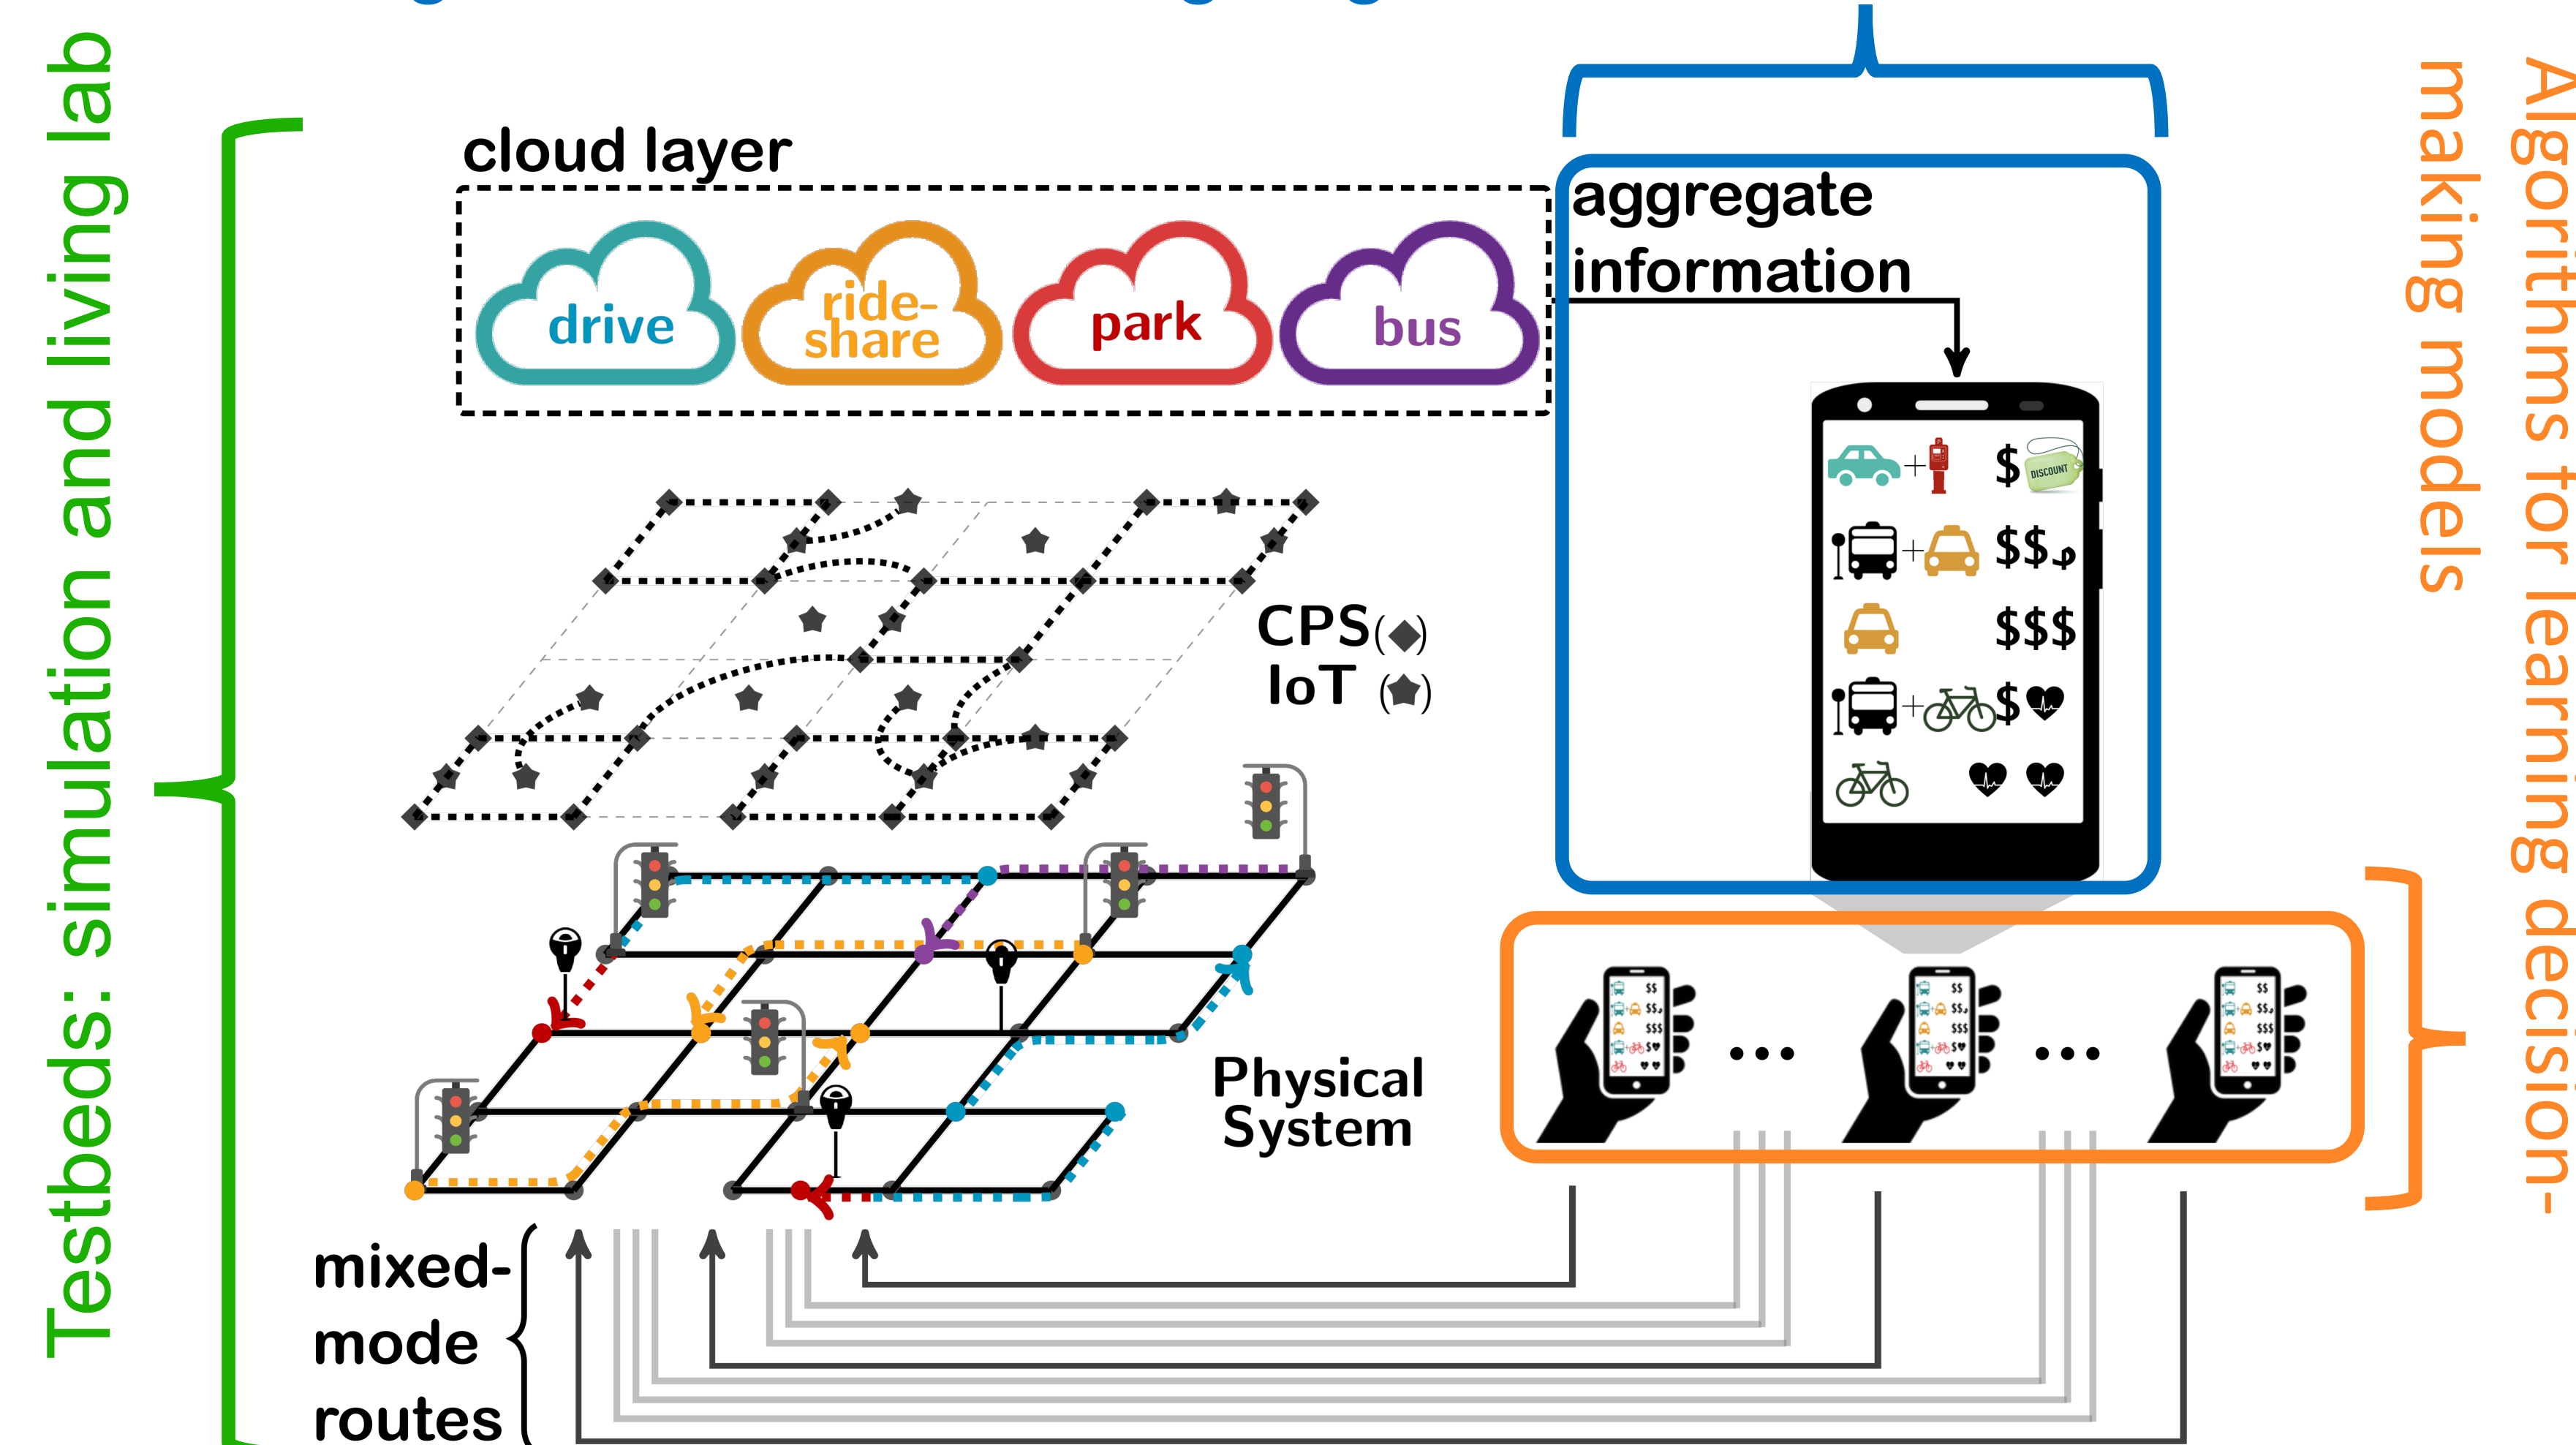 Testbeds: simulation and living lab
cloud layer
drive
ride-
share
park
bus
aggregate
information
DISCOUNT
$
$$
$$$
$
CPS(◆)
IoT (★)
Physical
System
$$
$$
$$$
$
$$
$$
$$$
$
$$
$$
$$$
$
mixed-
mode
routes
Algorithms for learning decision-
making models